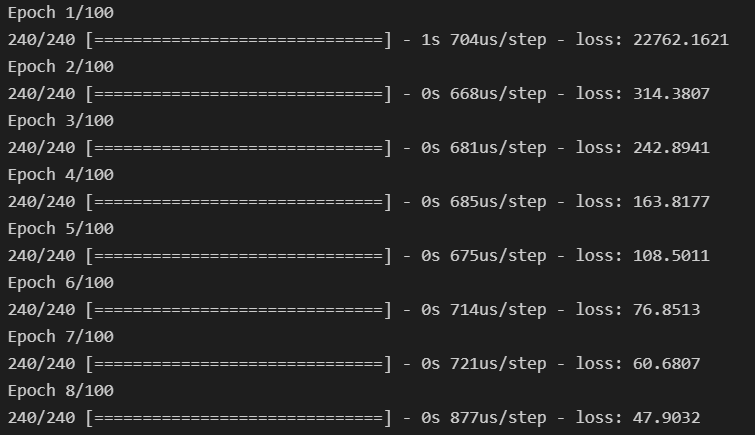 Epoch 1/100
240/240 [==============================] - 1s 704us/step - loss: 22762.1621
Epoch 2/100
240/240 [==============================] - 0s 668us/step - loss: 314.3807
Epoch 3/100
240/240 [==============================] - 0s 681us/step - loss: 242.8941
Epoch 4/100
240/240 [==============================] - 0s 685us/step - loss: 163.8177
Epoch 5/100
240/240 [==============================] - 0s 675us/step - loss: 108.5011
Epoch 6/100
240/240 [==============================] - 0s 714us/step - loss: 76.8513
Epoch 7/100
240/240 [==============================] - 0s 721us/step - loss: 60.6807
Epoch 8/100
240/240 [==============================] - 0s 877us/step - loss: 47.9032